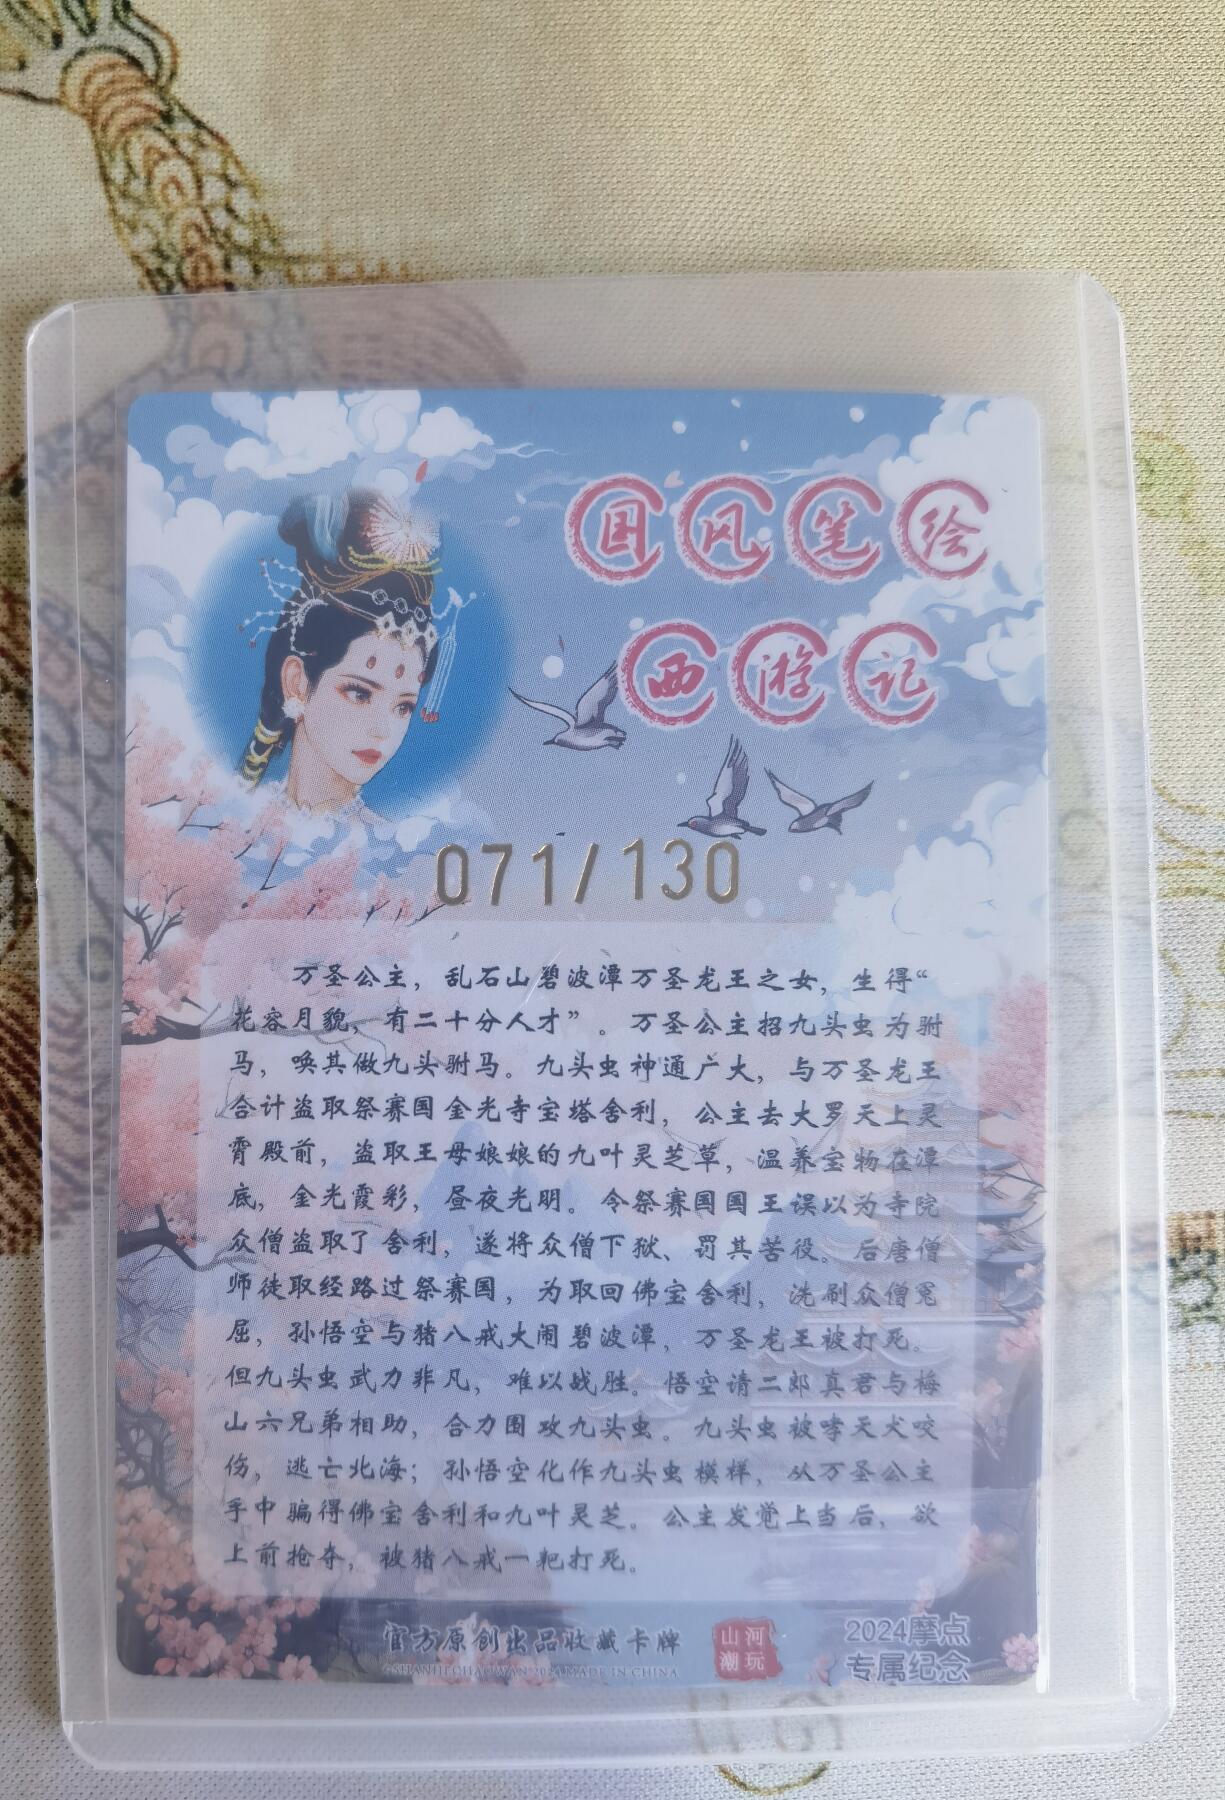 国风笔绘
西游记
071/130
万圣公主，乱石山碧波潭万圣龙王之女，生得“
花容月貌，有二十分人才”。万圣公主招九头虫为驸
马，唤其做九头驸马。九头虫神通广大，与万圣龙王
合计盗取祭赛国金光寺宝塔舍利，公主去大罗天上灵
霄殿前，盗取王母娘娘的九叶灵芝草，温养宝物在潭
底，金光霞彩，昼夜光明。令祭赛国国王误以为寺院
众僧盗取了舍利，遂将众僧下狱、罚其苦役。后唐僧
师徒取经路过祭赛国，为取回佛宝舍利，洗刷众僧冤
屈，孙悟空与猪八戒大闹碧波潭，万圣龙王被打死。
但九头虫武力非凡，难以战胜。悟空请二郎真君与梅
山六兄弟相助，合力围攻九头虫。九头虫被哮天犬咬
伤，逃亡北海；孙悟空化作九头虫模样，从万圣公主
手中骗得佛宝舍利和九叶灵芝。公主发觉上当后，欲
上前抢夺，被猪八戒一耙打死。
官方原创出品收藏卡牌
©SHANHECHAOWAN 2024 MADE IN CHINA
山河
潮玩
2024摩点
专属纪念